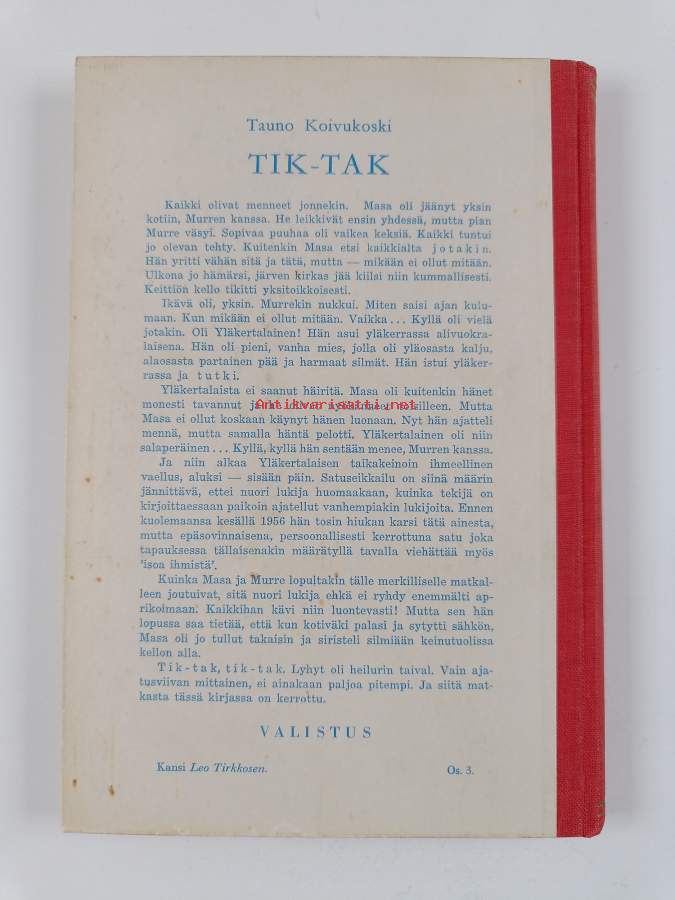 Tauno Koivukoski
TIK-TAK
Kaikki olivat menneet jonnekin. Masa oli jäänyt yksin
kotiin, Murren kanssa. He leikkivät ensin yhdessä, mutta pian
Murre väsyi. Sopivaa puuhaa oli vaikea keksiä. Kaikki tuntui
jo olevan tehty. Kuitenkin Masa etsi kaikkialta jotakin.
Hän yritti vähän sitä ja tätä, mutta — mikään ei ollut mitään.
Ulkona jo hämärsi, järven kirkas jää kiilsi niin kummallisesti.
Keittiön kello tikitti yksitoikkoisesti.
Ikävä oli, yksin. Murrekin nukkui. Miten saisi ajan kulu-
maan. Kun mikään ei ollut mitään. Vaikka... Kyllä oli vielä
jotakin. Oli Yläkertalainen! Hän asui yläkerrassa alivuokra-
laisena. Hän oli pieni, vanha mies, jolla oli yläosasta kalju,
alaosasta partainen pää ja harmaat silmät. Hän istui yläker-
rassa ja tutki.
Yläkertalaista ei saanut häiritä. Masa oli kuitenkin hänet
monesti tavannut
Antikvariaatti.net
Mutta
Masa ei ollut koskaan käynyt hänen luonaan. Nyt hän ajatteli
mennä, mutta samalla häntä pelotti. Yläkertalainen oli niin
salaperäinen... Kyllä, kyllä hän sentään menee, Murren kanssa.
Ja niin alkaa Yläkertalaisen taikakeinoin ihmeellinen
vaellus, aluksi — sisään päin. Satuseikkailu on siinä määrin
jännittävä, ettei nuori lukija huomaakaan, kuinka tekijä on
kirjoittaessaan paikoin ajatellut vanhempiakin lukijoita. Ennen
kuolemaansa kesällä 1956 hän tosin hiukan karsi tätä ainesta,
mutta epäsovinnaisena, persoonallisesti kerrottuna satu joka
tapauksessa tällaisenakin määrätyllä tavalla viehättää myös
'isoa ihmistä'.
Kuinka Masa ja Murre lopultakin tälle merkilliselle matkal-
leen joutuivat, sitä nuori lukija ehkä ei ryhdy enemmälti ap-
rikoimaan. Kaikkihan kävi niin luontevasti! Mutta sen hän
lopussa saa tietää, että kun kotiväki palasi ja sytytti sähkön,
Masa oli jo tullut takaisin ja siristeli silmiään keinutuolissa
kellon alla.
Tik-tak, tik-tak. Lyhyt oli heilurin taival. Vain aja-
tusviivan mittainen, ei ainakaan paljoa pitempi. Ja siitä mat-
kasta tässä kirjassa on kerrottu.
VALISTUS
Kansi Leo Tirkkosen.
Os. 3.